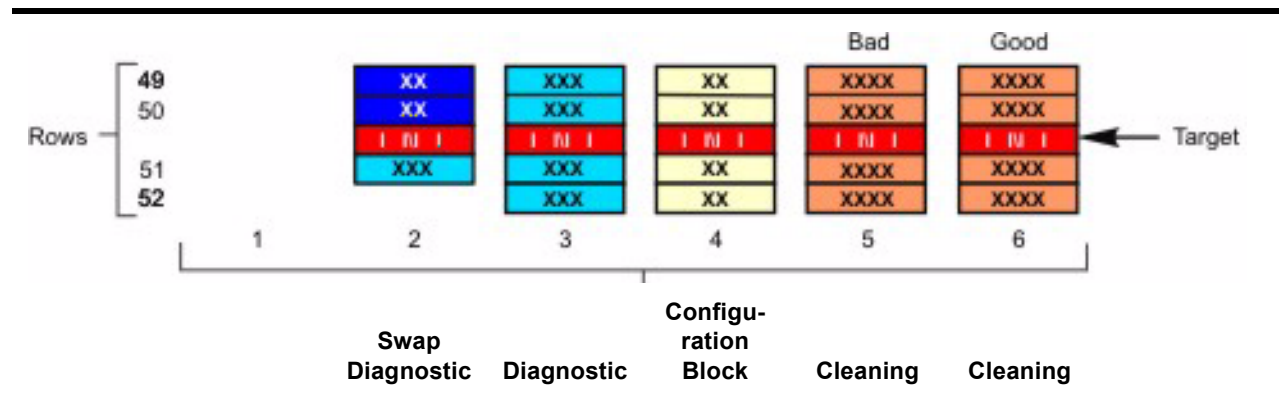 Bad Good
49 XX XXX XX XXXX XXXX
50 XX XXX XX XXXX XXXX
Rows I N I I N I I N I I N I I N I Target
51 XXX XXX XX XXXX XXXX
52 XXX XX XXXX XXXX
1 2 3 4 5 6
Configu-
Swap ration
Diagnostic Diagnostic Block Cleaning Cleaning